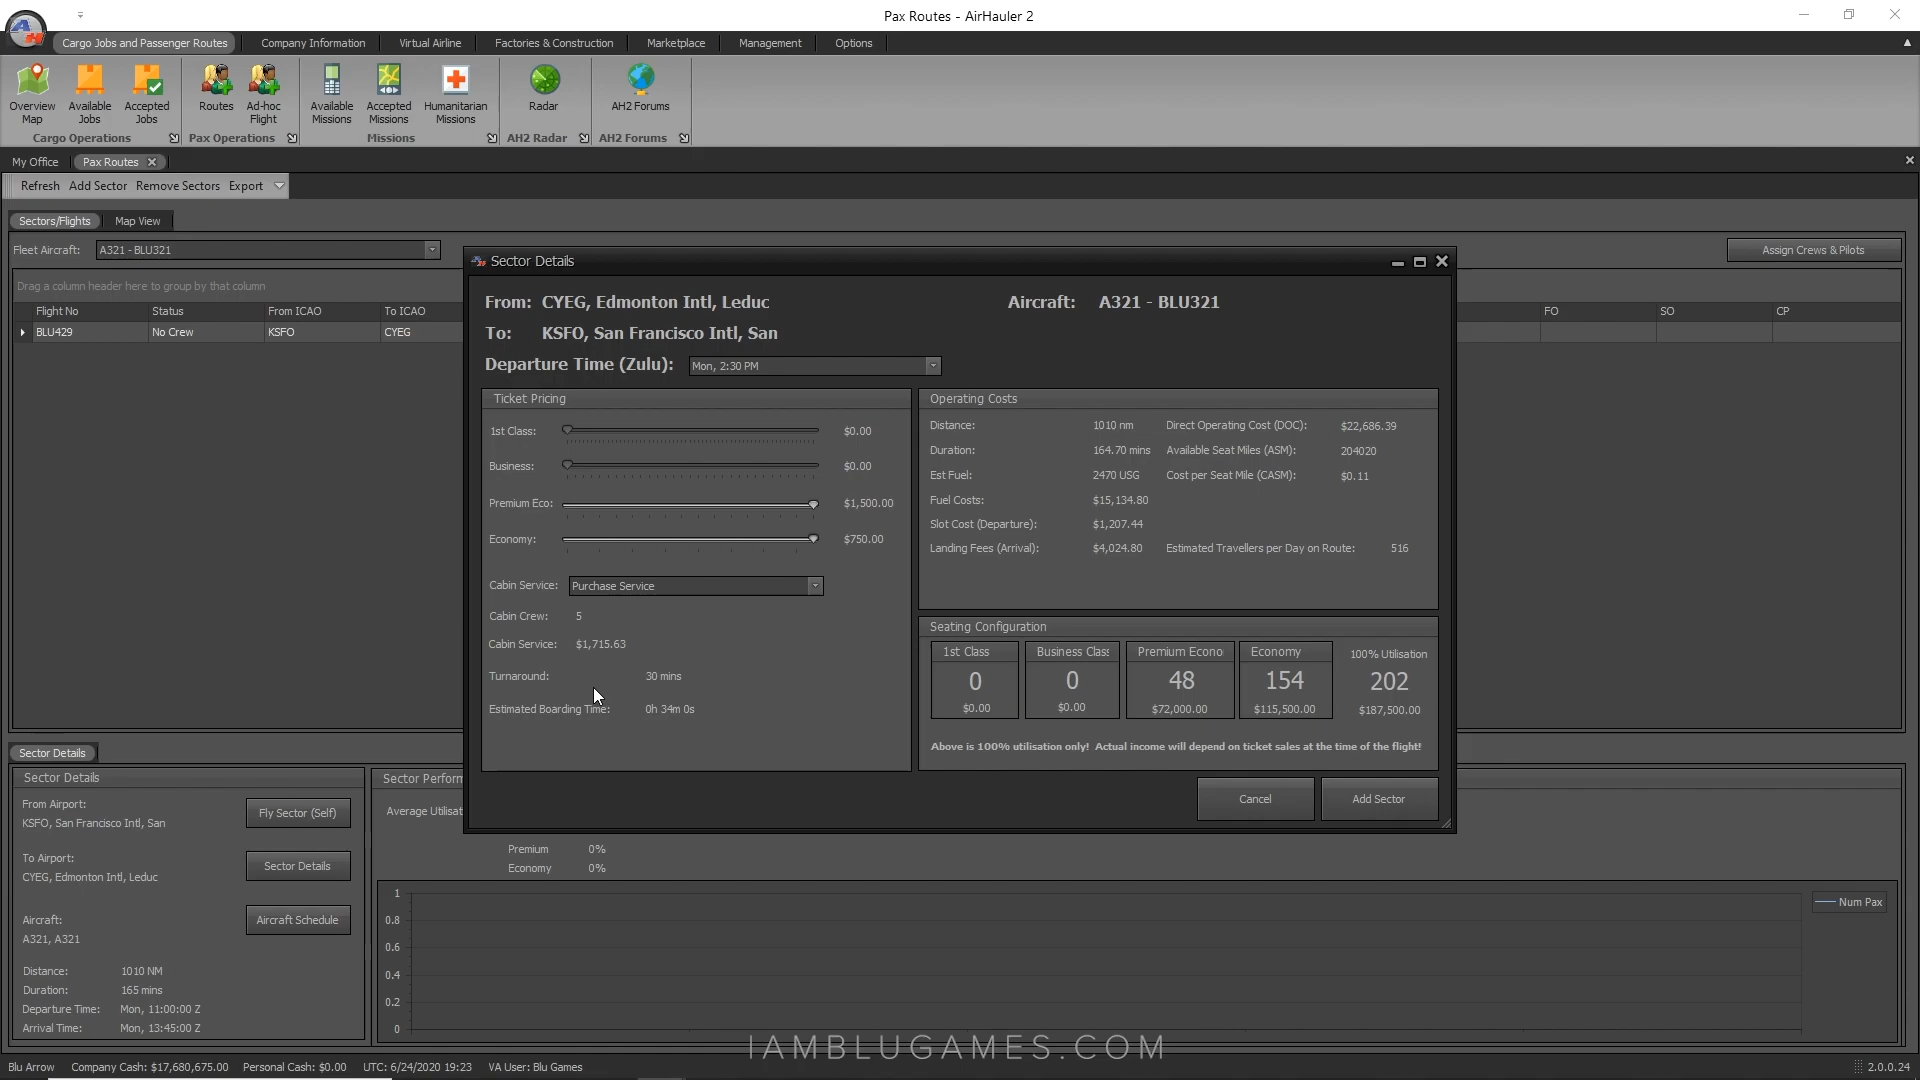 Pax Routes - AirHauler 2
Cargo Jobs and Passenger Routes Company Information Virtual Airline Factories & Construction Marketplace Management Options
Overview Map Available Jobs Accepted Jobs Routes Ad-hoc Flight Available Missions Accepted Missions Humanitarian Missions Radar AH2 Forums
Cargo Operations Pax Operations Missions AH2 Radar AH2 Forums
My Office Pax Routes
Refresh Add Sector Remove Sectors Export
Sectors/Flights Map View
Fleet Aircraft: A321 - BLU321 Assign Crews & Pilots
Drag a column header here to group by that column
Flight No Status From ICAO To ICAO FO SO CP
BLU429 No Crew KSFO CYEG
Sector Details
From: CYEG, Edmonton Intl, Leduc Aircraft: A321 - BLU321
To: KSFO, San Francisco Intl, San
Departure Time (Zulu): Mon, 2:30 PM
Ticket Pricing
1st Class: $0.00
Business: $0.00
Premium Eco: $1,500.00
Economy: $750.00
Cabin Service: Purchase Service
Cabin Crew: 5
Cabin Service: $1,715.63
Turnaround: 30 mins
Estimated Boarding Time: 0h 34m 0s
Operating Costs
Distance: 1010 nm Direct Operating Cost (DOC): $22,686.39
Duration: 164.70 mins Available Seat Miles (ASM): 204020
Est Fuel: 2470 USG Cost per Seat Mile (CASM): $0.11
Fuel Costs: $15,134.80
Slot Cost (Departure): $1,207.44
Landing Fees (Arrival): $4,024.80 Estimated Travellers per Day on Route: 516
Seating Configuration
1st Class Business Class Premium Econo Economy 100% Utilisation
0 0 48 154 202
$0.00 $0.00 $72,000.00 $115,500.00 $187,500.00
Above is 100% utilisation only! Actual income will depend on ticket sales at the time of the flight!
Cancel Add Sector
Sector Details
Sector Details
From Airport:
KSFO, San Francisco Intl, San
Fly Sector (Self)
To Airport:
CYEG, Edmonton Intl, Leduc
Sector Details
Aircraft:
A321, A321
Aircraft Schedule
Distance: 1010 NM
Duration: 165 mins
Departure Time: Mon, 11:00:00 Z
Arrival Time: Mon, 13:45:00 Z
Sector Perform
Average Utilisat
Premium 0%
Economy 0%
1
0.8
0.6
0.4
0.2
0
Num Pax
IAMBLUGAMES.COM
Blu Arrow Company Cash: $17,680,675.00 Personal Cash: $0.00 UTC: 6/24/2020 19:23 VA User: Blu Games 2.0.0.24